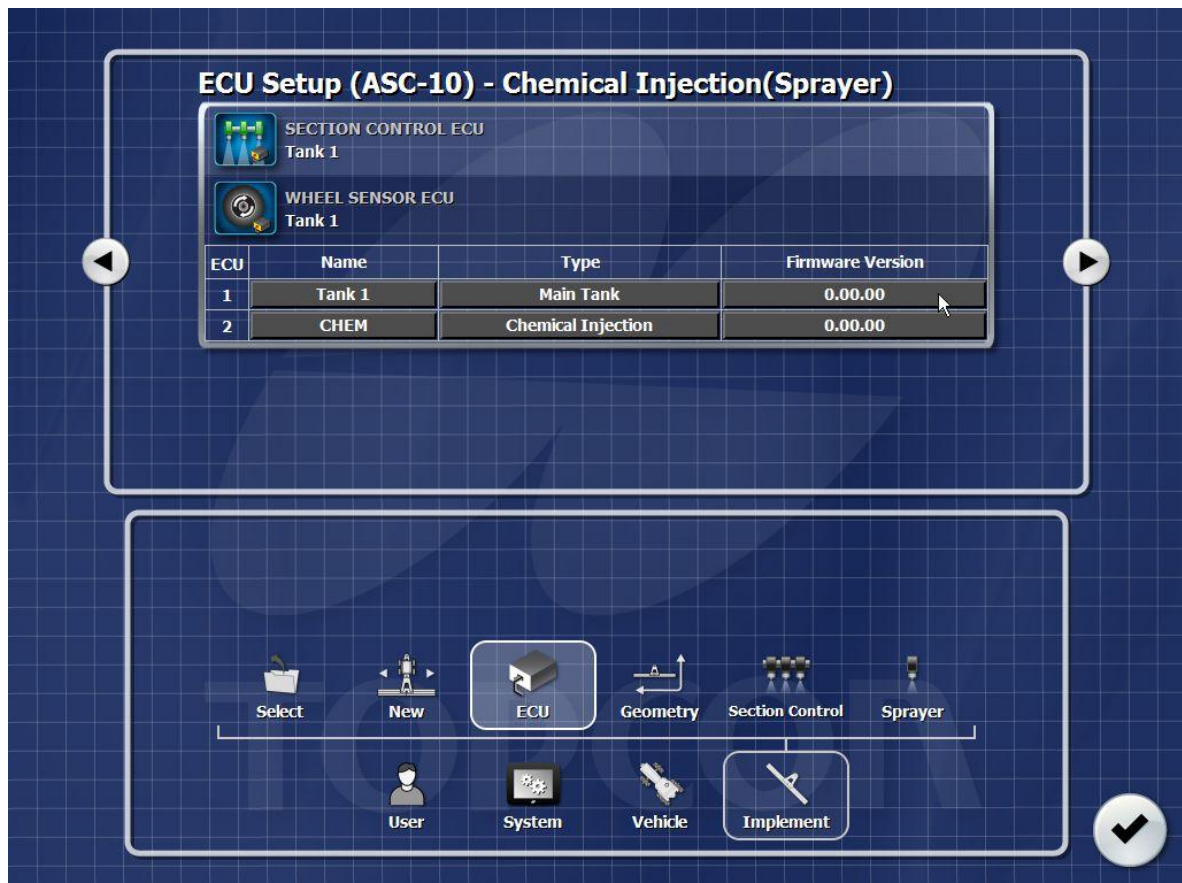 ECU Setup (ASC-10) - Chemical Injection(Sprayer)
SECTION CONTROL ECU
Tank 1
WHEEL SENSOR ECU
Tank 1
ECU Name Type Firmware Version
1 Tank 1 Main Tank 0.00.00
2 CHEM Chemical Injection 0.00.00
Select New ECU Geometry Section Control Sprayer
TOPCON
User System Vehicle Implement